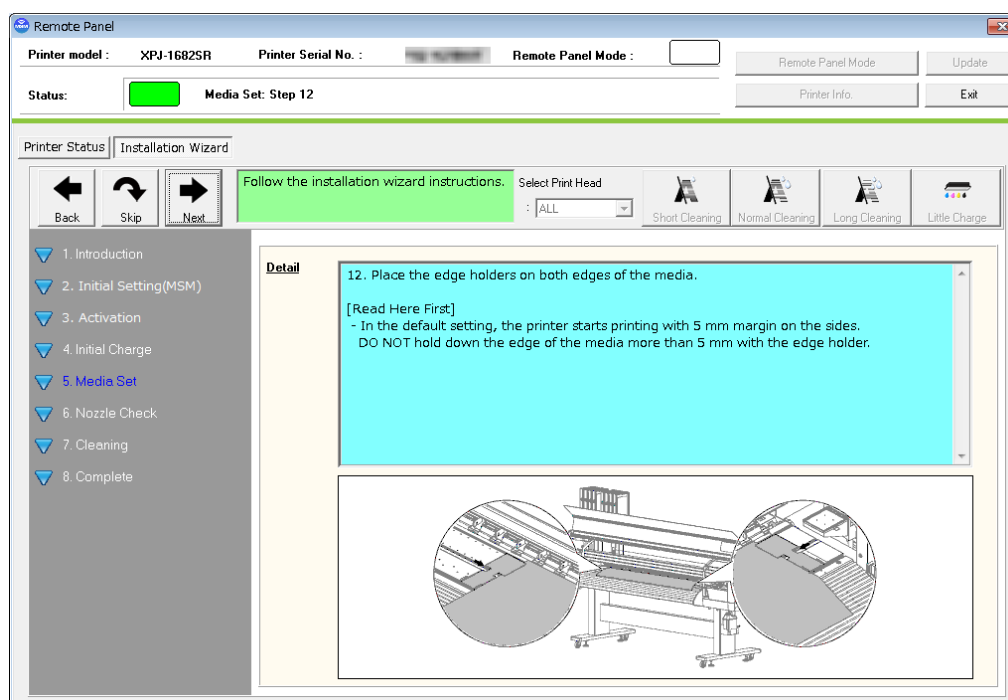 Remote Panel
Printer model : XPJ-1682SR Printer Serial No. : Remote Panel Mode :
Remote Panel Mode Update
Status: Media Set: Step 12
Printer Info. Exit
Printer Status Installation Wizard
Follow the installation wizard instructions. Select Print Head
: ALL
Back Skip Next Short Cleaning Normal Cleaning Long Cleaning Little Charge
1. Introduction
2. Initial Setting(MSM)
3. Activation
4. Initial Charge
5. Media Set
6. Nozzle Check
7. Cleaning
8. Complete
Detail
12. Place the edge holders on both edges of the media.
[Read Here First]
- In the default setting, the printer starts printing with 5 mm margin on the sides.
DO NOT hold down the edge of the media more than 5 mm with the edge holder.